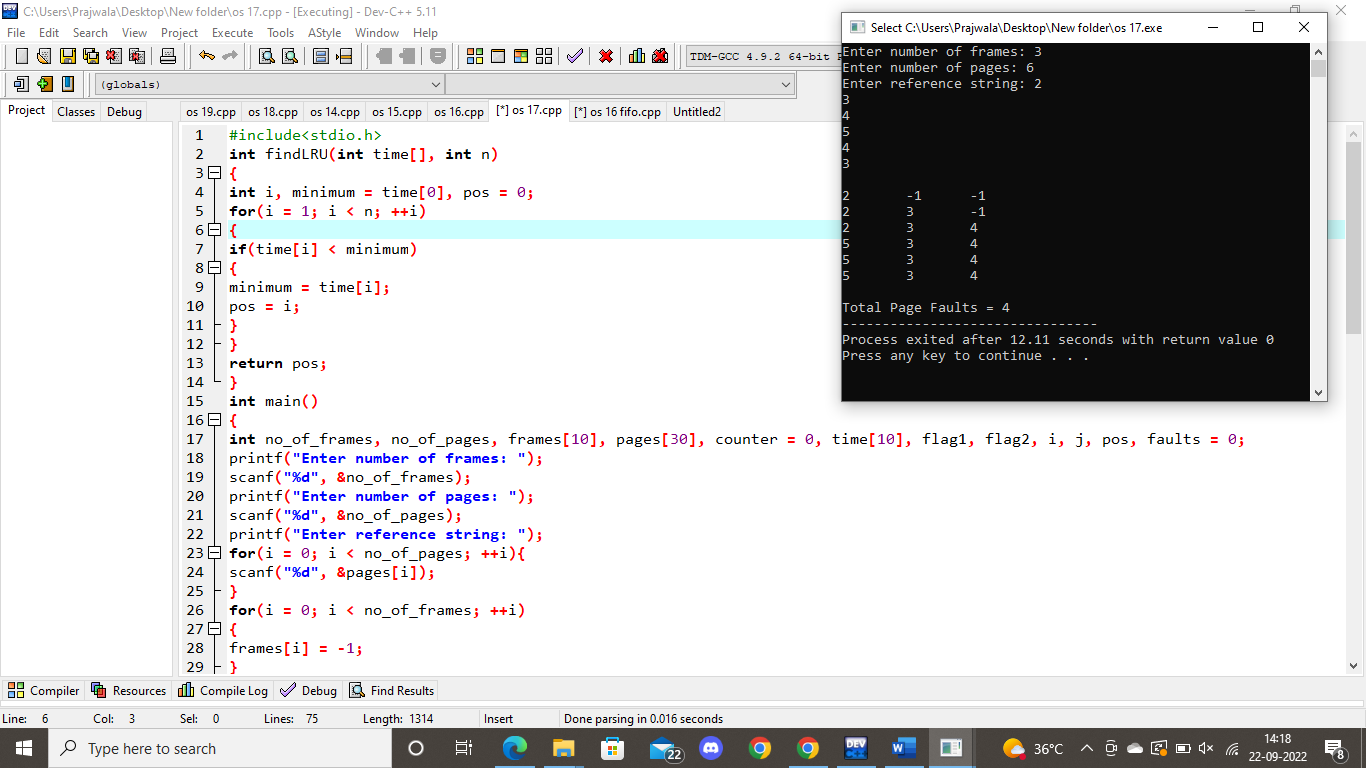 C:\Users\Prajwala\Desktop\New folder\os 17.cpp - [Executing] - Dev-C++ 5.11
File Edit Search View Project Execute Tools AStyle Window Help
TDM-GCC 4.9.2 64-bit
(globals)
Project Classes Debug
os 19.cpp os 18.cpp os 14.cpp os 15.cpp os 16.cpp [*] os 17.cpp [*] os 16 fifo.cpp Untitled2
1 #include<stdio.h>
2 int findLRU(int time[], int n)
3 {
4 int i, minimum = time[0], pos = 0;
5 for(i = 1; i < n; ++i)
6 {
7 if(time[i] < minimum)
8 {
9 minimum = time[i];
10 pos = i;
11 }
12 }
13 return pos;
14 }
15 int main()
16 {
17 int no_of_frames, no_of_pages, frames[10], pages[30], counter = 0, time[10], flag1, flag2, i, j, pos, faults = 0;
18 printf("Enter number of frames: ");
19 scanf("%d", &no_of_frames);
20 printf("Enter number of pages: ");
21 scanf("%d", &no_of_pages);
22 printf("Enter reference string: ");
23 for(i = 0; i < no_of_pages; ++i){
24 scanf("%d", &pages[i]);
25 }
26 for(i = 0; i < no_of_frames; ++i)
27 {
28 frames[i] = -1;
29 }
Select C:\Users\Prajwala\Desktop\New folder\os 17.exe
Enter number of frames: 3
Enter number of pages: 6
Enter reference string: 2
3
4
5
4
3
2 -1 -1
2 3 -1
2 3 4
5 3 4
5 3 4
5 3 4
Total Page Faults = 4
--------------------------------
Process exited after 12.11 seconds with return value 0
Press any key to continue . . .
Compiler Resources Compile Log Debug Find Results
Line: 6 Col: 3 Sel: 0 Lines: 75 Length: 1314 Insert Done parsing in 0.016 seconds
Type here to search
22
DEV
36°C
14:18
22-09-2022
8